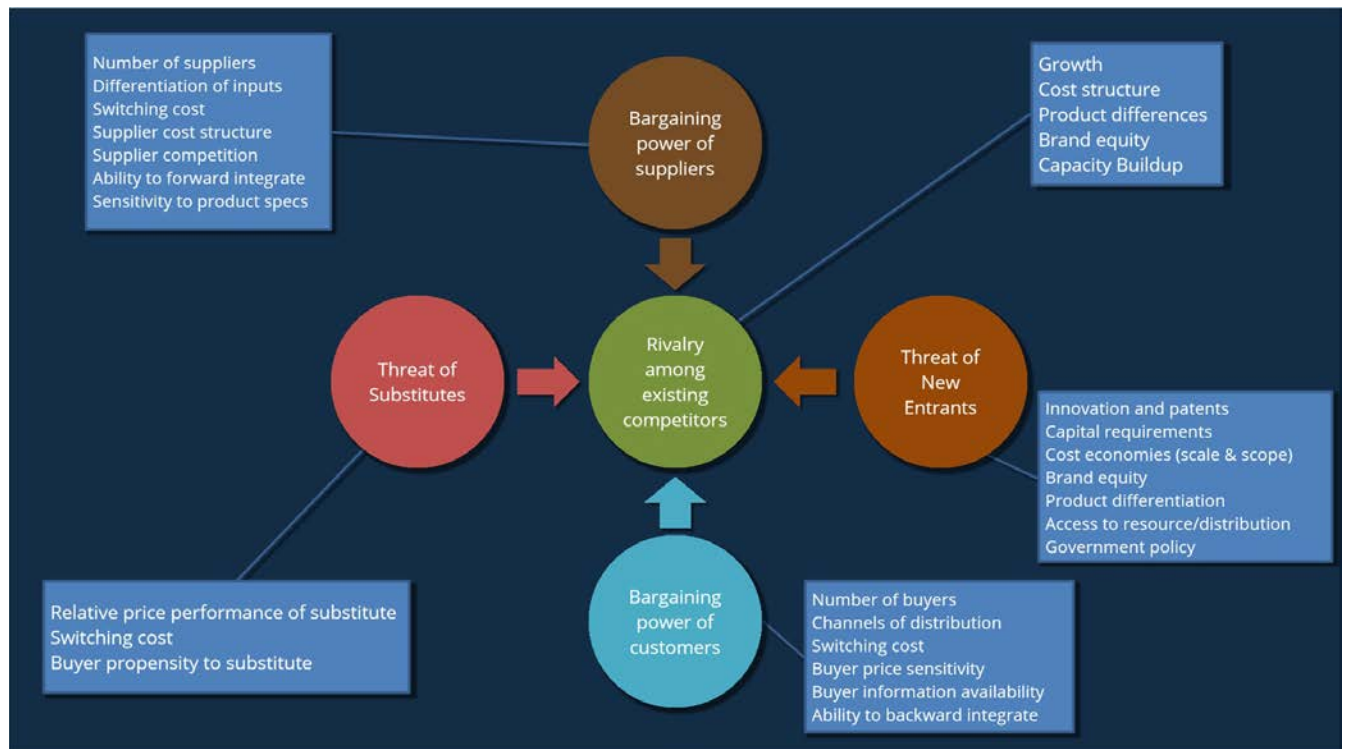 Number of suppliers
Differentiation of inputs
Switching cost
Supplier cost structure
Supplier competition
Ability to forward integrate
Sensitivity to product specs
Bargaining
power of
suppliers
Growth
Cost structure
Product differences
Brand equity
Capacity Buildup
Threat of
Substitutes
Rivalry
among
existing
competitors
Threat of
New
Entrants
Innovation and patents
Capital requirements
Cost economies (scale & scope)
Brand equity
Product differentiation
Access to resource/distribution
Government policy
Relative price performance of substitute
Switching cost
Buyer propensity to substitute
Bargaining
power of
customers
Number of buyers
Channels of distribution
Switching cost
Buyer price sensitivity
Buyer information availability
Ability to backward integrate